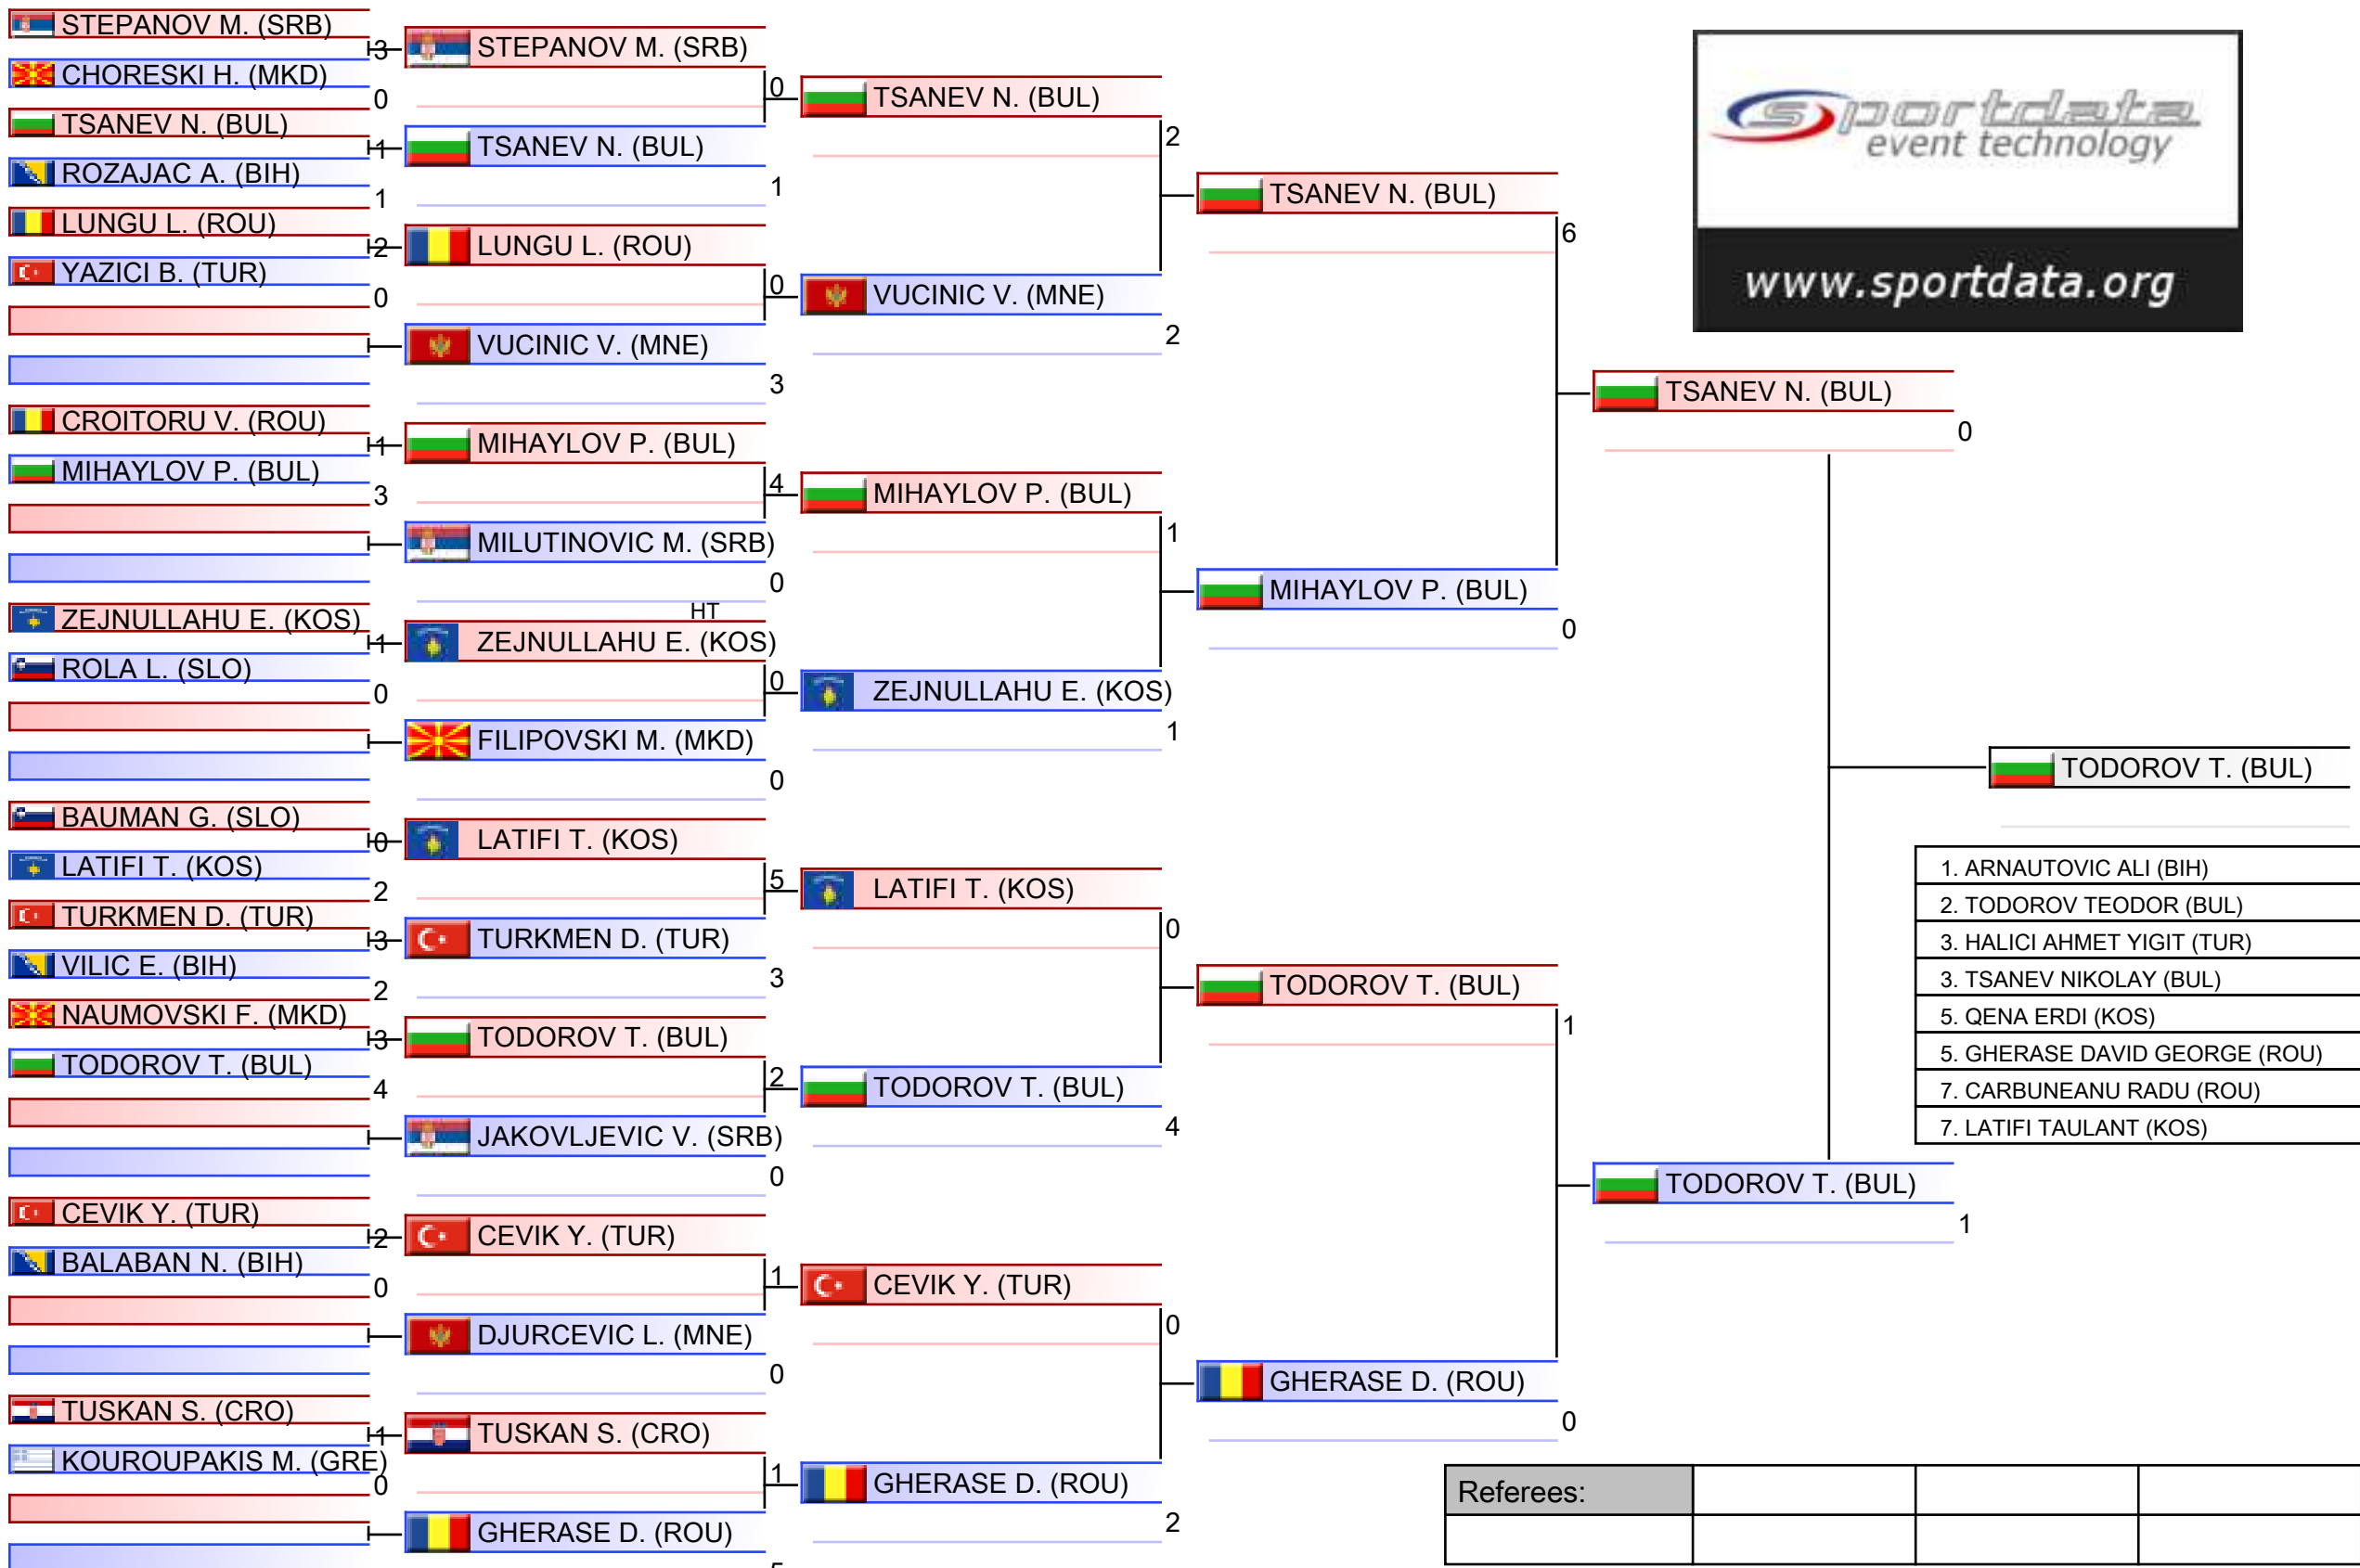 STEPANOV M. (SRB)
3
CHORESKI H. (MKD)
0
TSANEV N. (BUL)
1
ROZAJAC A. (BIH)
1
LUNGU L. (ROU)
2
YAZICI B. (TUR)
0
CROITORU V. (ROU)
1
MIHAYLOV P. (BUL)
3
ZEJNULLAHU E. (KOS)
1
ROLA L. (SLO)
0
BAUMAN G. (SLO)
0
LATIFI T. (KOS)
2
TURKMEN D. (TUR)
3
VILIC E. (BIH)
2
NAUMOVSKI F. (MKD)
3
TODOROV T. (BUL)
4
CEVIK Y. (TUR)
2
BALABAN N. (BIH)
0
TUSKAN S. (CRO)
1
KOUROUPAKIS M. (GRE)
0
STEPANOV M. (SRB)
0
TSANEV N. (BUL)
1
LUNGU L. (ROU)
0
VUCINIC V. (MNE)
3
MIHAYLOV P. (BUL)
4
MILUTINOVIC M. (SRB)
0
HT
ZEJNULLAHU E. (KOS)
0
FILIPOVSKI M. (MKD)
0
LATIFI T. (KOS)
5
TURKMEN D. (TUR)
3
TODOROV T. (BUL)
2
JAKOVLJEVIC V. (SRB)
0
CEVIK Y. (TUR)
1
DJURCEVIC L. (MNE)
0
TUSKAN S. (CRO)
1
GHERASE D. (ROU)
TSANEV N. (BUL)
2
VUCINIC V. (MNE)
2
MIHAYLOV P. (BUL)
1
ZEJNULLAHU E. (KOS)
1
LATIFI T. (KOS)
0
TODOROV T. (BUL)
4
CEVIK Y. (TUR)
0
GHERASE D. (ROU)
2
TSANEV N. (BUL)
6
MIHAYLOV P. (BUL)
0
TODOROV T. (BUL)
1
GHERASE D. (ROU)
0
TSANEV N. (BUL)
0
TODOROV T. (BUL)
1
TODOROV T. (BUL)
sportdata
event technology
www.sportdata.org
1. ARNAUTOVIC ALI (BIH)
2. TODOROV TEODOR (BUL)
3. HALICI AHMET YIGIT (TUR)
3. TSANEV NIKOLAY (BUL)
5. QENA ERDI (KOS)
5. GHERASE DAVID GEORGE (ROU)
7. CARBUNEANU RADU (ROU)
7. LATIFI TAULANT (KOS)
Referees: